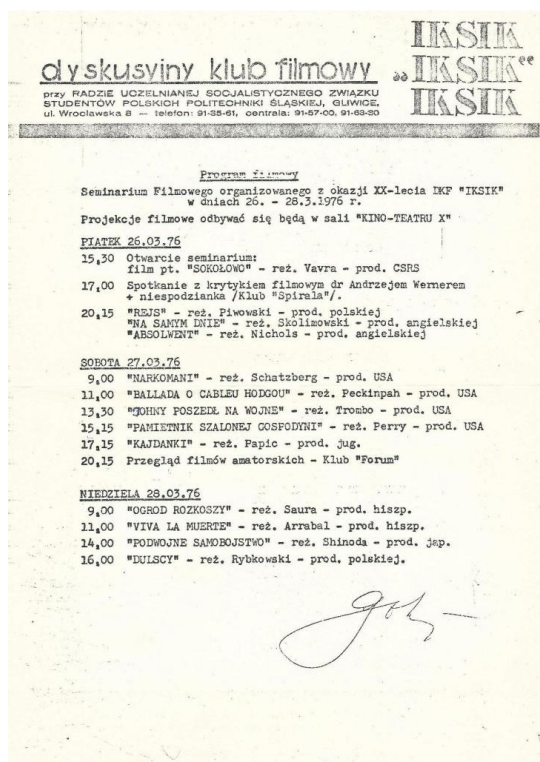 IKSIK
dyskusyjny klub filmowy „IKSIK”
IKSIK
przy RADZIE UCZELNIANEJ SOCJALISTYCZNEGO ZWIĄZKU
STUDENTÓW POLSKICH POLITECHNIKI ŚLĄSKIEJ, GLIWICE,
ul. Wrocławska 8 — telefon: 91-35-61, centrala: 91-57-00, 91-63-30
Program filmowy
Seminarium Filmowego organizowanego z okazji XX-lecia DKF "IKSIK"
w dniach 26. - 28.3.1976 r.
Projekcje filmowe odbywać się będą w sali "KINO-TEATRU X"
PIATEK 26.03.76
15,30 Otwarcie seminarium:
film pt. "SOKOŁOWO" - reż. Vavra - prod. CSRS
17,00 Spotkanie z krytykiem filmowym dr Andrzejem Wernerem
+ niespodzianka /Klub "Spirala"/.
20,15 "REJS" - reż. Piwowski - prod. polskiej
"NA SAMYM DNIE" - reż. Skolimowski - prod. angielskiej
"ABSOLWENT" - reż. Nichols - prod. angielskiej
SOBOTA 27.03.76
9,00 "NARKOMANI" - reż. Schatzberg - prod. USA
11,00 "BALLADA O CABLEU HODGOU" - reż. Peckinpah - prod. USA
13,30 "JOHNY POSZEDŁ NA WOJNE" - reż. Trombo - prod. USA
15,15 "PAMIETNIK SZALONEJ GOSPODYNI" - reż. Perry - prod. USA
17,15 "KAJDANKI" - reż. Papic - prod. jug.
20,15 Przegląd filmów amatorskich - Klub "Forum"
NIEDZIELA 28.03.76
9,00 "OGROD ROZKOSZY" - reż. Saura - prod. hiszp.
11,00 "VIVA LA MUERTE" - reż. Arrabal - prod. hiszp.
14,00 "PODWOJNE SAMOBOJSTWO" - reż. Shinoda - prod. jap.
16,00 "DULSCY" - reż. Rybkowski - prod. polskiej.